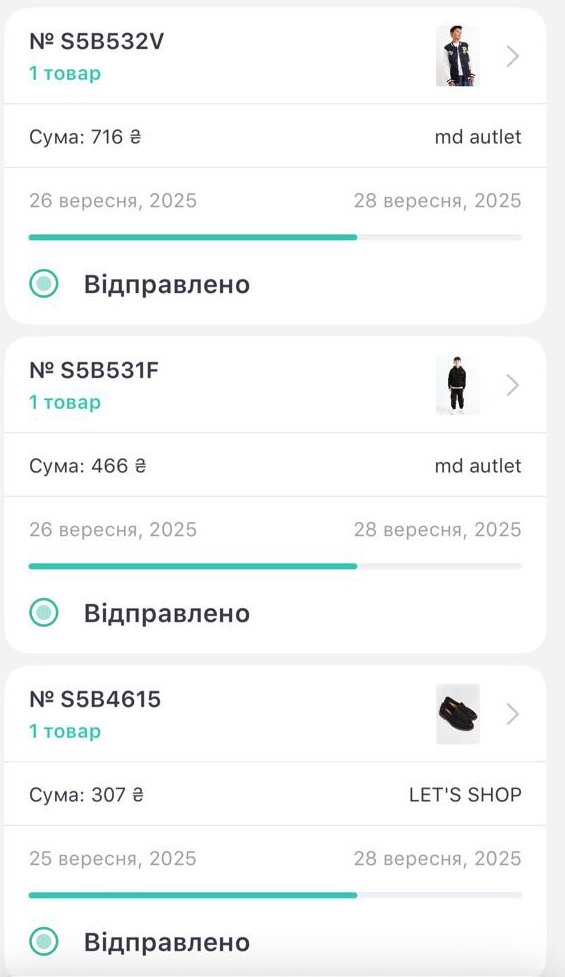 № S5B532V
1 товар
Сума: 716 ₴ md autlet
26 вересня, 2025 28 вересня, 2025
Відправлено
№ S5B531F
1 товар
Сума: 466 ₴ md autlet
26 вересня, 2025 28 вересня, 2025
Відправлено
№ S5B4615
1 товар
Сума: 307 ₴ LET'S SHOP
25 вересня, 2025 28 вересня, 2025
Відправлено